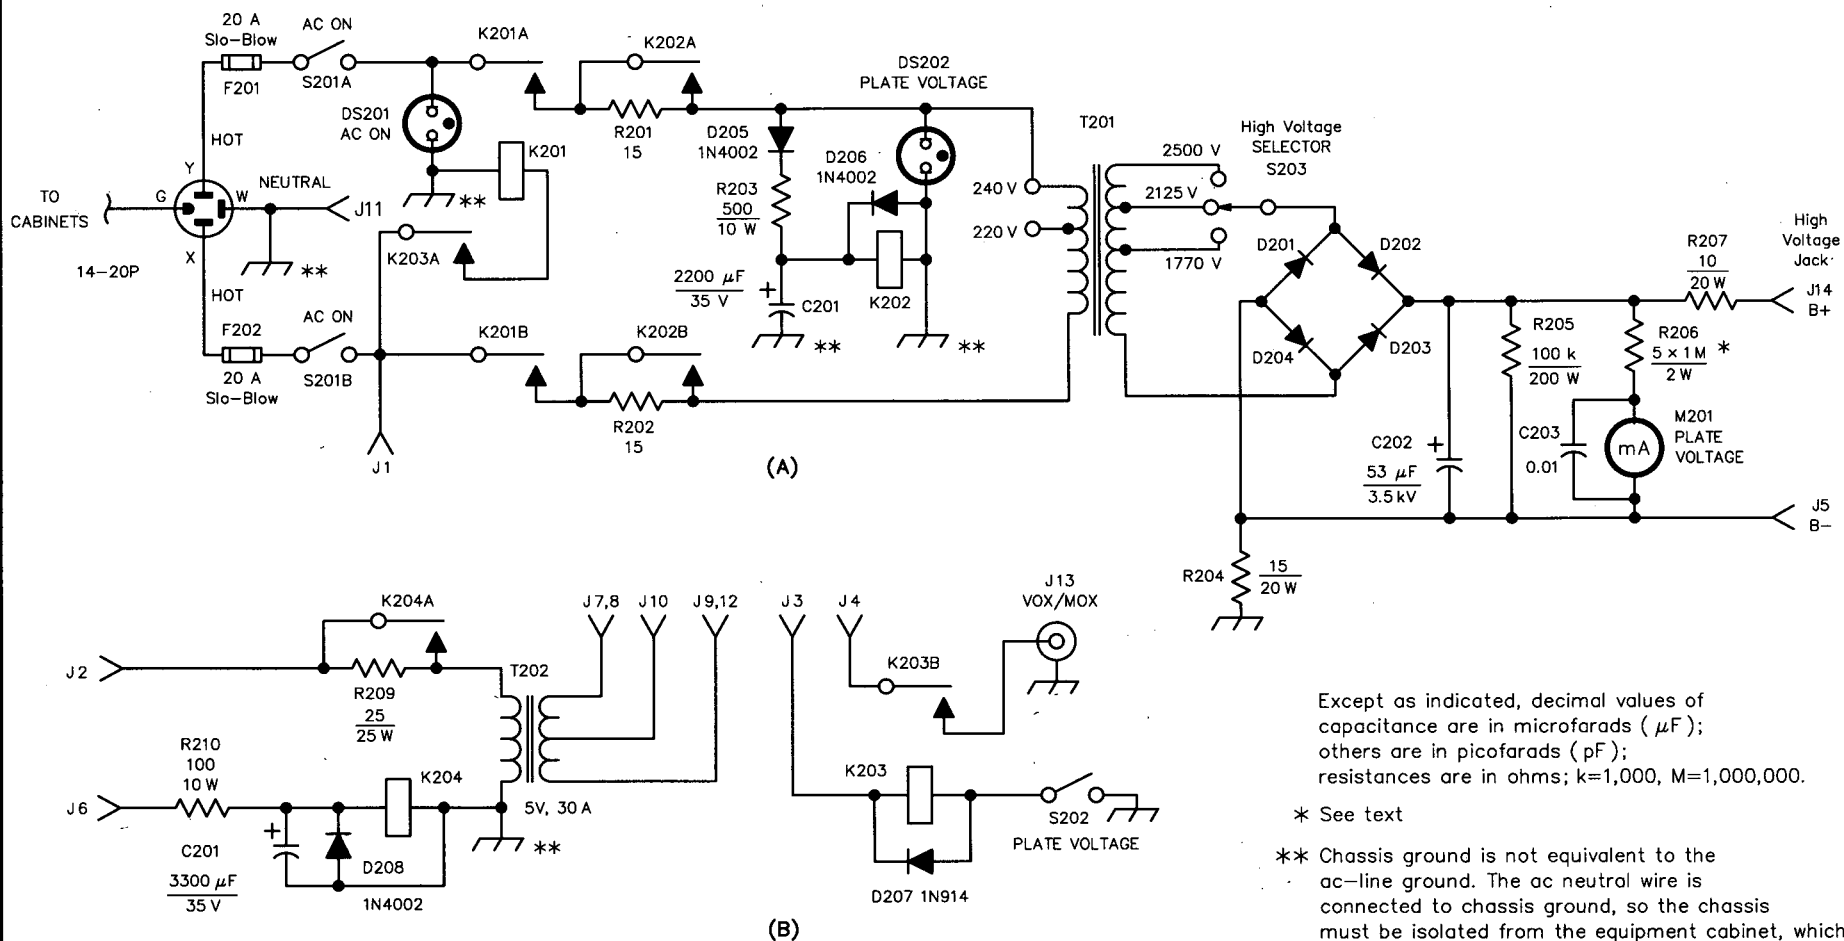 20 A
Slo-Blow
F201
AC ON
S201A
K201A
K202A
DS201
AC ON
K201
R201
15
D205
1N4002
DS202
PLATE VOLTAGE
D206
1N4002
R203
500
10 W
T201
240 V
220 V
2500 V
2125 V
1770 V
High Voltage
SELECTOR
S203
HOT
Y
G
W
X
NEUTRAL
J11
TO
CABINETS
14-20P
**
**
K203A
HOT
F202
20 A
Slo-Blow
AC ON
S201B
J1
K201B
K202B
R202
15
2200 µF
35 V
+
C201
**
K202
**
D201
D202
D203
D204
R207
10
20 W
High
Voltage
Jack
J14
B+
R205
100 k
200 W
R206
5 × 1 M
2 W
*
C202
53 µF
3.5 kV
+
C203
0.01
mA
M201
PLATE
VOLTAGE
J5
B-
R204
15
20 W
(A)
J2
K204A
R209
25
25 W
T202
J7,8
J10
J9,12
5V, 30 A
J6
R210
100
10 W
K204
+
C201
3300 µF
35 V
D208
1N4002
**
J3
J4
J13
VOX/MOX
K203B
K203
S202
PLATE VOLTAGE
D207 1N914
(B)
Except as indicated, decimal values of
capacitance are in microfarads ( µF );
others are in picofarads ( pF );
resistances are in ohms; k=1,000, M=1,000,000.
* See text
** Chassis ground is not equivalent to the
ac-line ground. The ac neutral wire is
connected to chassis ground, so the chassis
must be isolated from the equipment cabinet, which